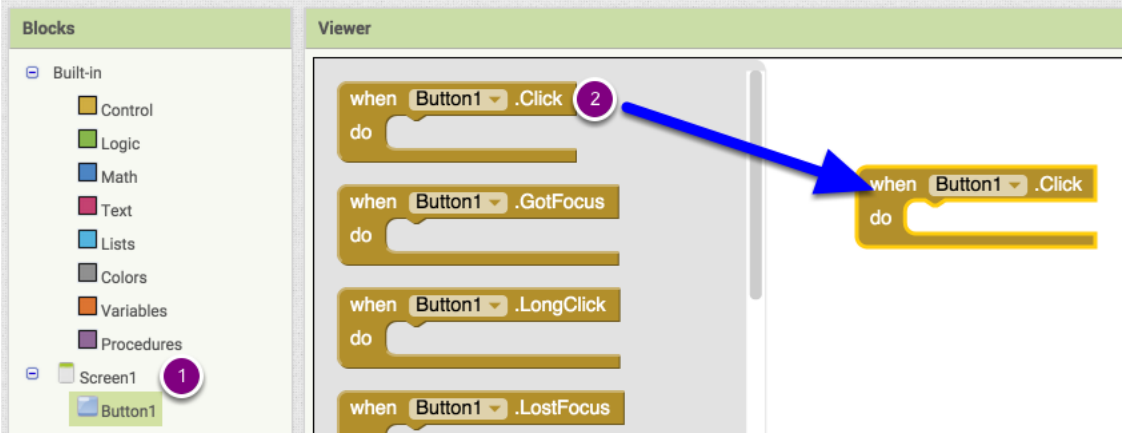 Blocks
Built-in
Control
Logic
Math
Text
Lists
Colors
Variables
Procedures
Screen1
1
Button1
Viewer
when Button1 .Click
2
do
when Button1 .GotFocus
do
when Button1 .LongClick
do
when Button1 .LostFocus
when Button1 .Click
do